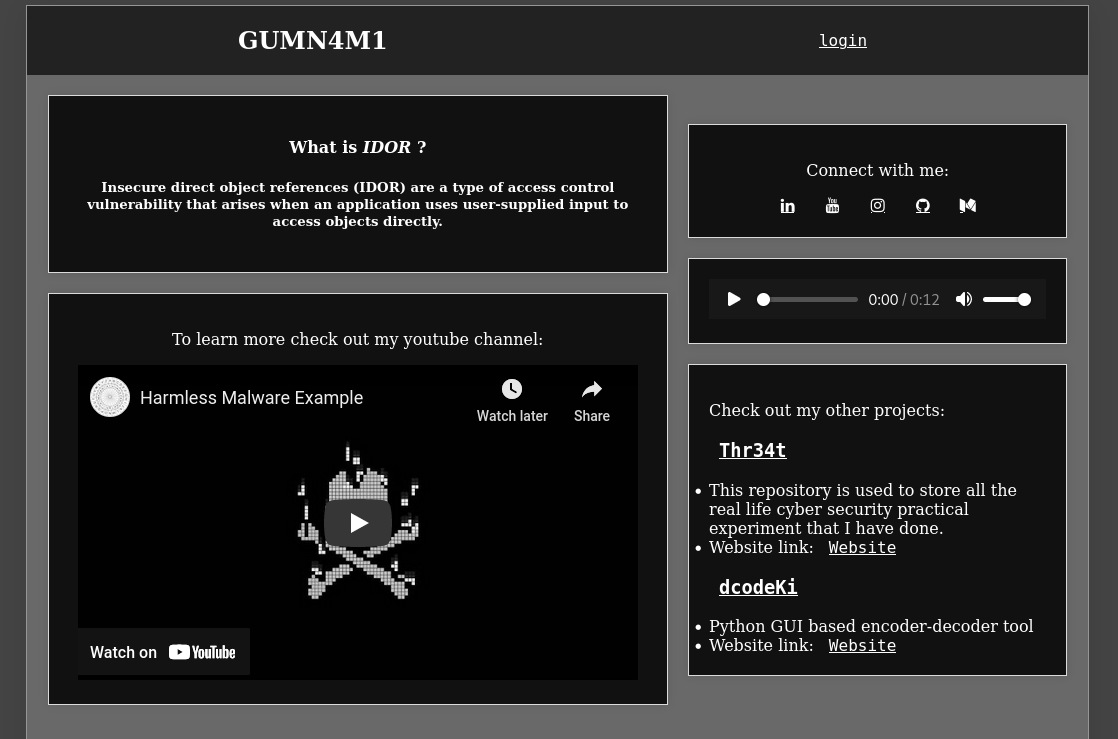 GUMN4M1
login
What is IDOR ?
Insecure direct object references (IDOR) are a type of access control
vulnerability that arises when an application uses user-supplied input to
access objects directly.
To learn more check out my youtube channel:
Harmless Malware Example
Watch later
Share
Watch on YouTube
Connect with me:
in
You
Tube
0:00 / 0:12
Check out my other projects:
Thr34t
• This repository is used to store all the
real life cyber security practical
experiment that I have done.
• Website link: Website
dcodeKi
• Python GUI based encoder-decoder tool
• Website link: Website